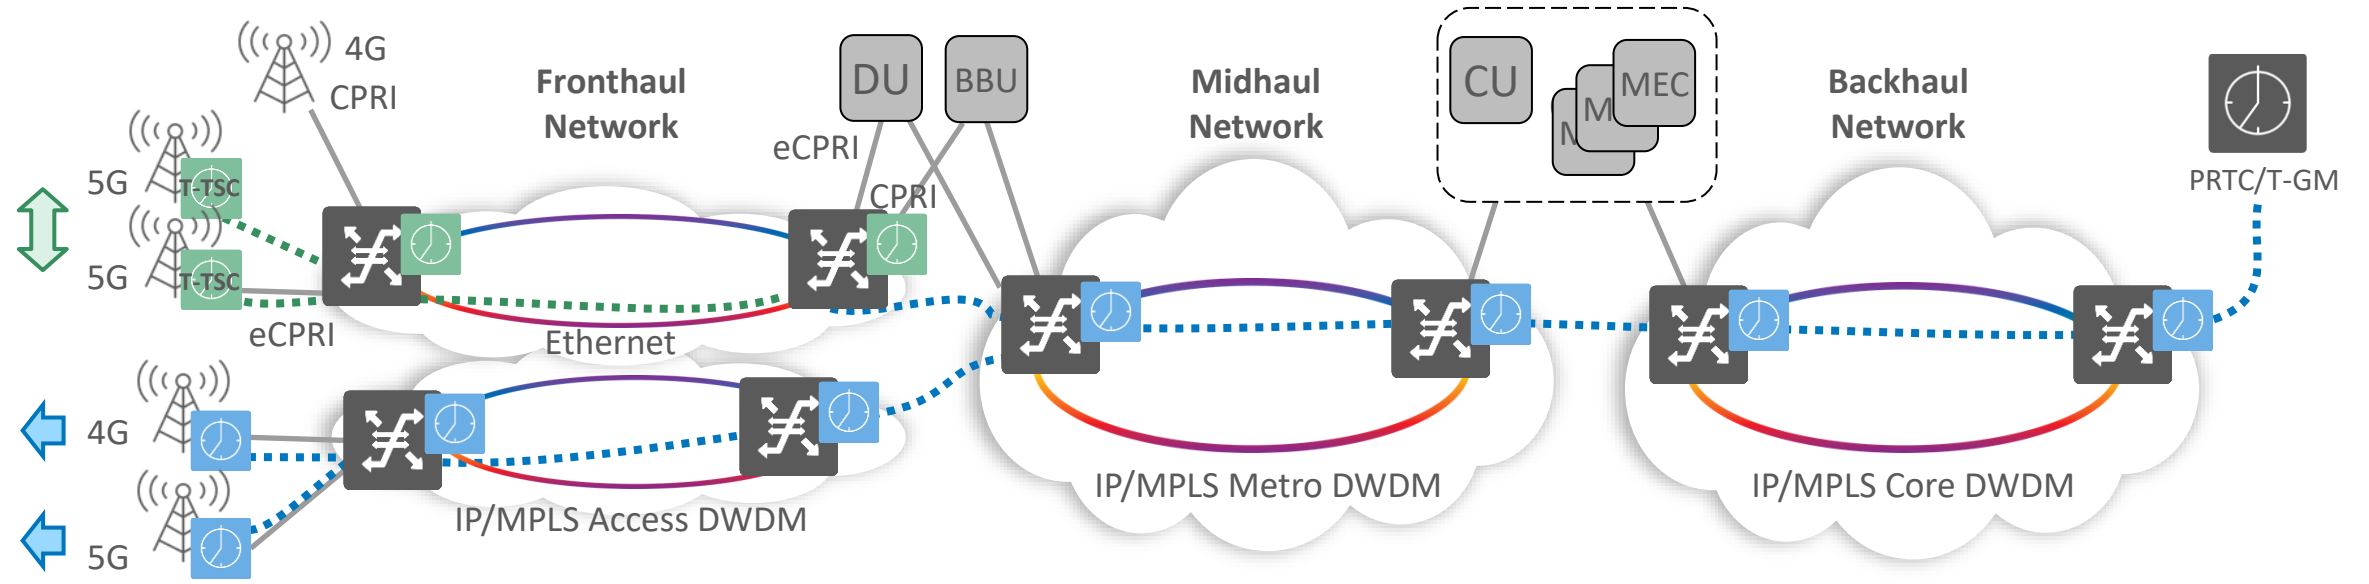 4G
CPRI
Fronthaul
Network
DU
BBU
Midhaul
Network
CU
MEC
M
M
Backhaul
Network
PRTC/T-GM
5G
T-TSC
eCPRI
CPRI
5G
T-TSC
eCPRI
Ethernet
4G
5G
IP/MPLS Access DWDM
IP/MPLS Metro DWDM
IP/MPLS Core DWDM